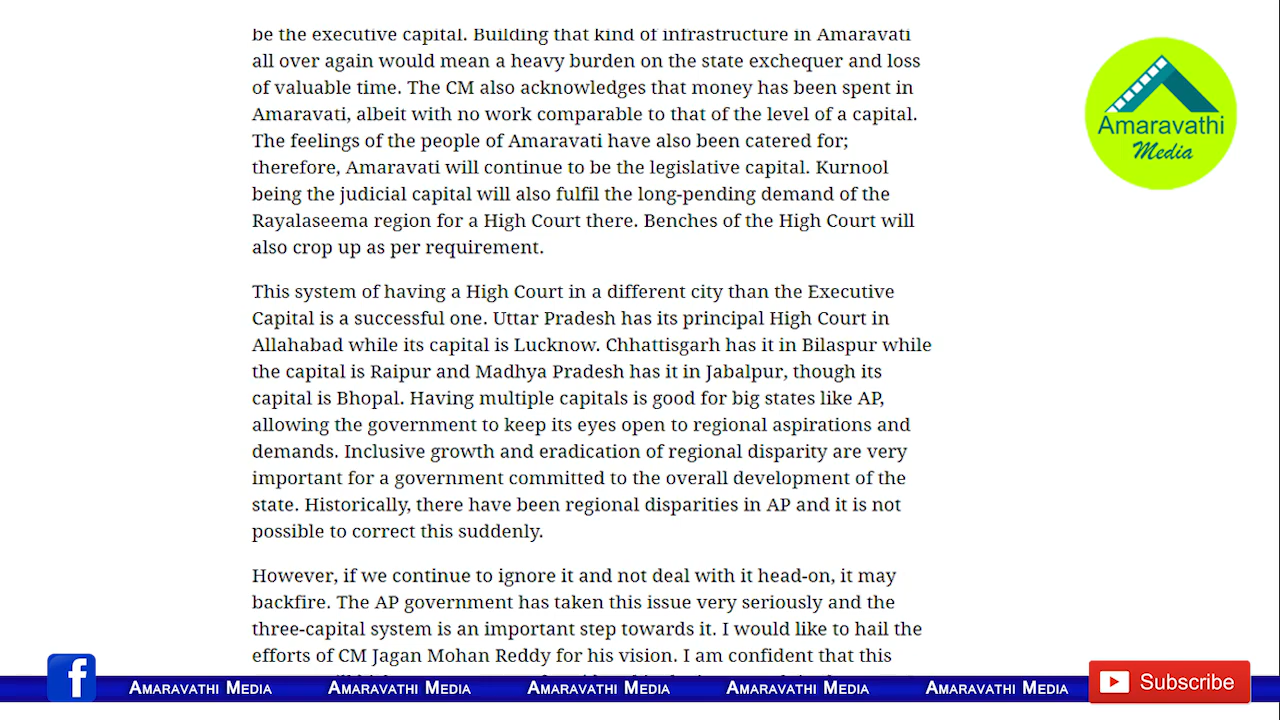 be the executive capital. Building that kind of infrastructure in Amaravati
all over again would mean a heavy burden on the state exchequer and loss
of valuable time. The CM also acknowledges that money has been spent in
Amaravati, albeit with no work comparable to that of the level of a capital.
The feelings of the people of Amaravati have also been catered for;
therefore, Amaravati will continue to be the legislative capital. Kurnool
being the judicial capital will also fulfil the long-pending demand of the
Rayalaseema region for a High Court there. Benches of the High Court will
also crop up as per requirement.
This system of having a High Court in a different city than the Executive
Capital is a successful one. Uttar Pradesh has its principal High Court in
Allahabad while its capital is Lucknow. Chhattisgarh has it in Bilaspur while
the capital is Raipur and Madhya Pradesh has it in Jabalpur, though its
capital is Bhopal. Having multiple capitals is good for big states like AP,
allowing the government to keep its eyes open to regional aspirations and
demands. Inclusive growth and eradication of regional disparity are very
important for a government committed to the overall development of the
state. Historically, there have been regional disparities in AP and it is not
possible to correct this suddenly.
However, if we continue to ignore it and not deal with it head-on, it may
backfire. The AP government has taken this issue very seriously and the
three-capital system is an important step towards it. I would like to hail the
efforts of CM Jagan Mohan Reddy for his vision. I am confident that this
Amaravathi
Media
f
Amaravathi Media Amaravathi Media Amaravathi Media Amaravathi Media Amaravathi Media
Subscribe